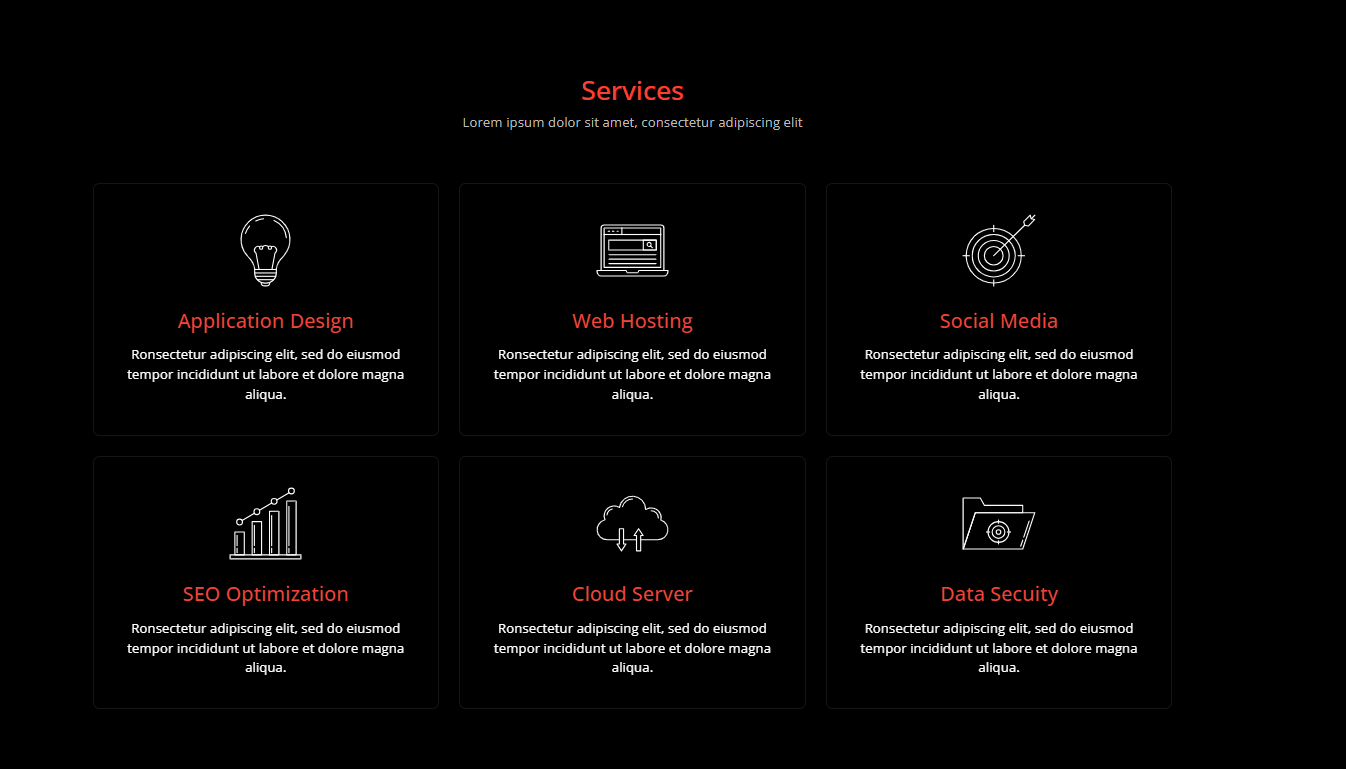 Services
Lorem ipsum dolor sit amet, consectetur adipiscing elit
Application Design
Ronsectetur adipiscing elit, sed do eiusmod
tempor incididunt ut labore et dolore magna
aliqua.
Web Hosting
Ronsectetur adipiscing elit, sed do eiusmod
tempor incididunt ut labore et dolore magna
aliqua.
Social Media
Ronsectetur adipiscing elit, sed do eiusmod
tempor incididunt ut labore et dolore magna
aliqua.
SEO Optimization
Ronsectetur adipiscing elit, sed do eiusmod
tempor incididunt ut labore et dolore magna
aliqua.
Cloud Server
Ronsectetur adipiscing elit, sed do eiusmod
tempor incididunt ut labore et dolore magna
aliqua.
Data Secuity
Ronsectetur adipiscing elit, sed do eiusmod
tempor incididunt ut labore et dolore magna
aliqua.